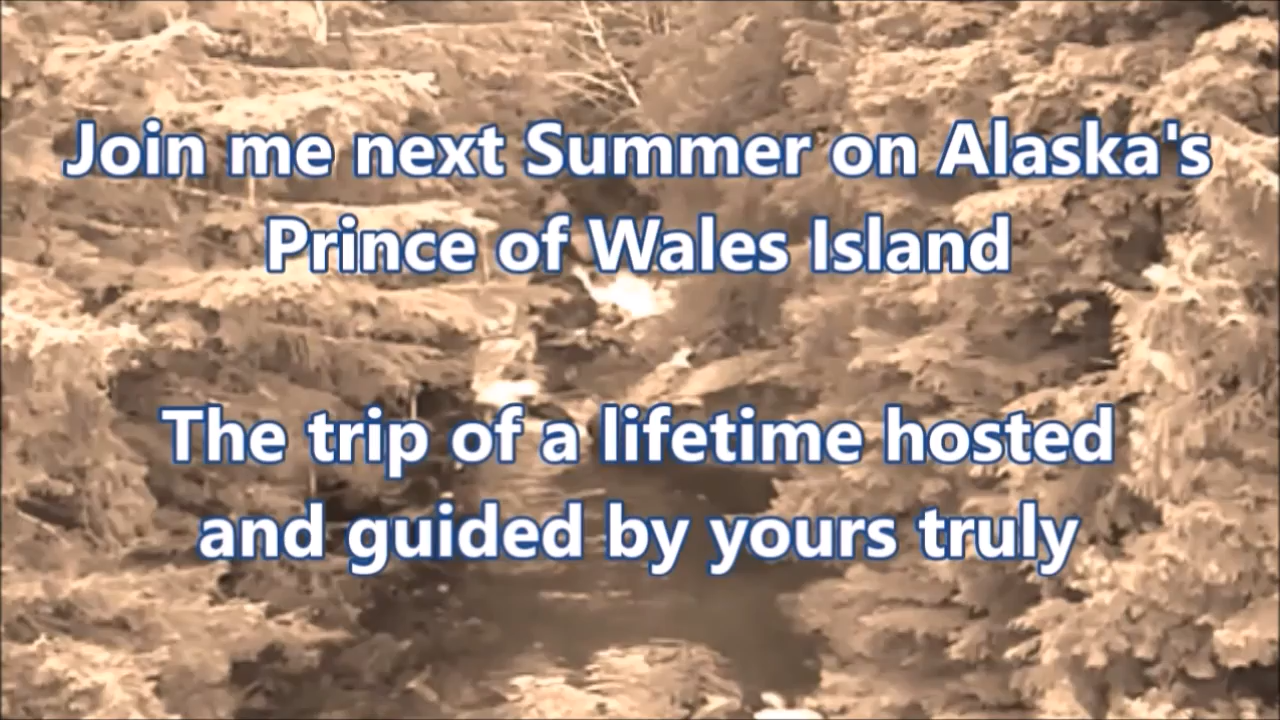 Join me next Summer on Alaska's
Prince of Wales Island
The trip of a lifetime hosted
and guided by yours truly